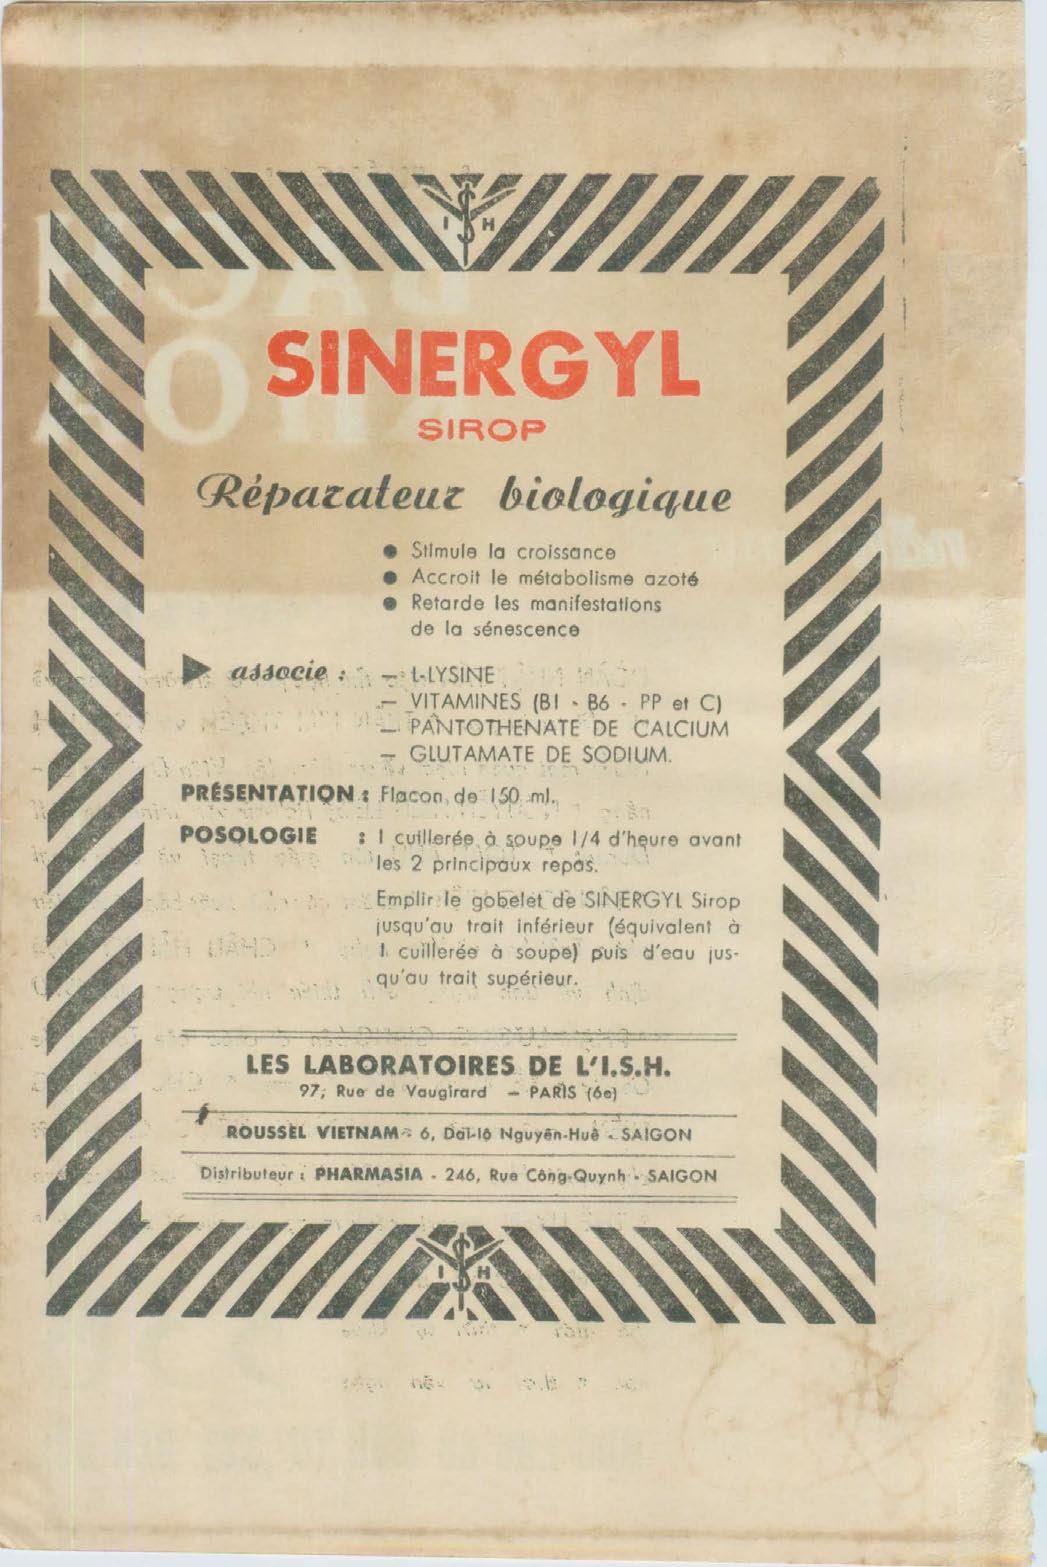 I S H
SINERGYL
SIROP
Réparateur biologique
● Stimule la croissance
● Accroit le métabolisme azoté
● Retarde les manifestations
de la sénescence
▶ associe : – L-LYSINE
– VITAMINES (B1 - B6 - PP et C)
– PANTOTHENATE DE CALCIUM
– GLUTAMATE DE SODIUM.
PRÉSENTATION : Flacon de 150 ml.
POSOLOGIE : 1 cuillerée à soupe 1/4 d'heure avant
les 2 principaux repas.
Emplir le gobelet de SINERGYL Sirop
jusqu'au trait inférieur (équivalent à
1 cuillerée à soupe) puis d'eau jus-
qu'au trait supérieur.
LES LABORATOIRES DE L'I.S.H.
97, Rue de Vaugirard – PARIS (6e)
ROUSSEL VIETNAM - 6, Daï-lô Nguyên-Huê - SAIGON
Distributeur : PHARMASIA - 246, Rue Công-Quynh - SAIGON
I S H